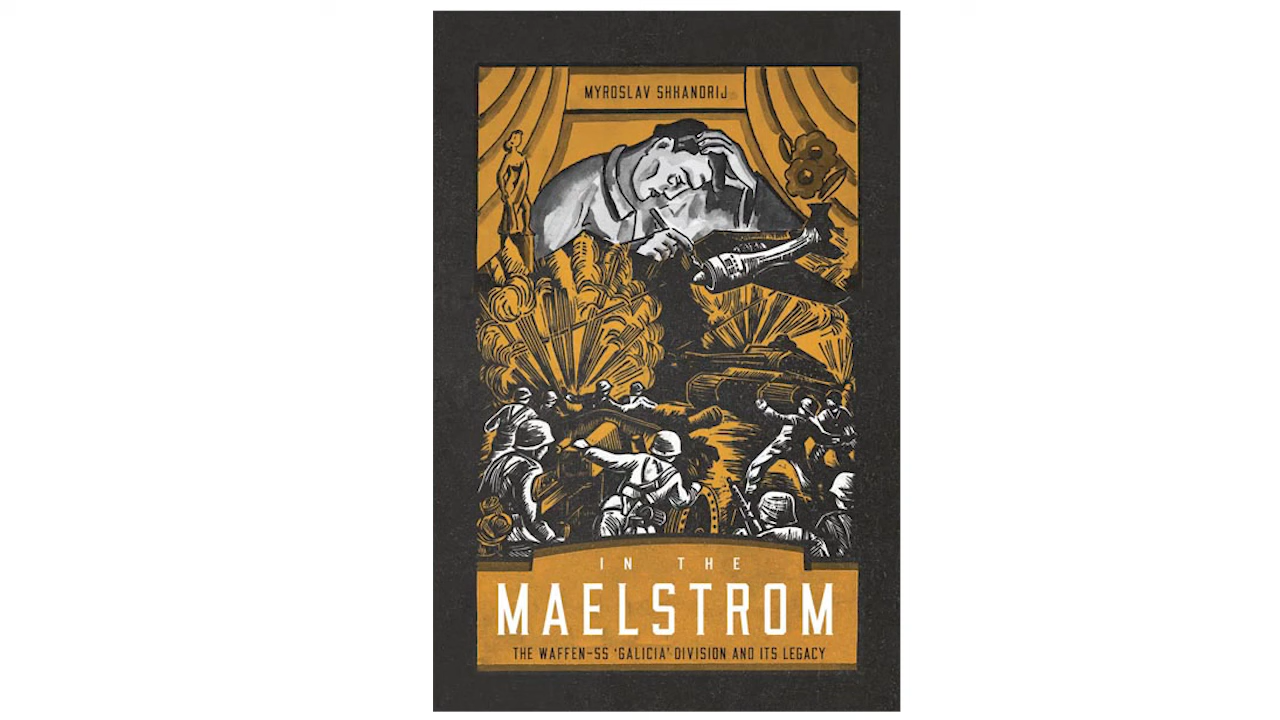 MYROSLAV SHKANDRIJ
IN THE
MAELSTROM
THE WAFFEN-SS 'GALICIA' DIVISION AND ITS LEGACY